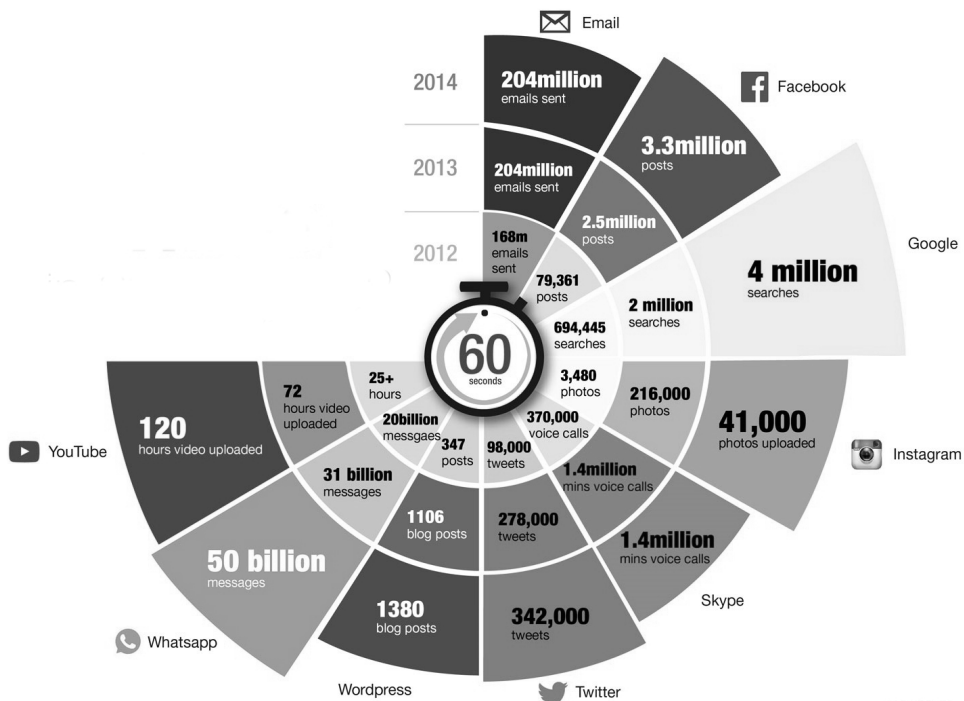 Email
2014
204million
emails sent
Facebook
3.3million
posts
2013
204million
emails sent
2.5million
posts
Google
4 million
searches
2012
168m
emails
sent
79,361
posts
2 million
searches
694,445
searches
60
seconds
3,480
photos
216,000
photos
41,000
photos uploaded
Instagram
370,000
voice calls
1.4million
mins voice calls
1.4million
mins voice calls
Skype
98,000
tweets
278,000
tweets
342,000
tweets
Twitter
347
posts
1106
blog posts
1380
blog posts
Wordpress
20billion
messgaes
31 billion
messages
50 billion
messages
Whatsapp
25+
hours
72
hours video
uploaded
120
hours video uploaded
YouTube